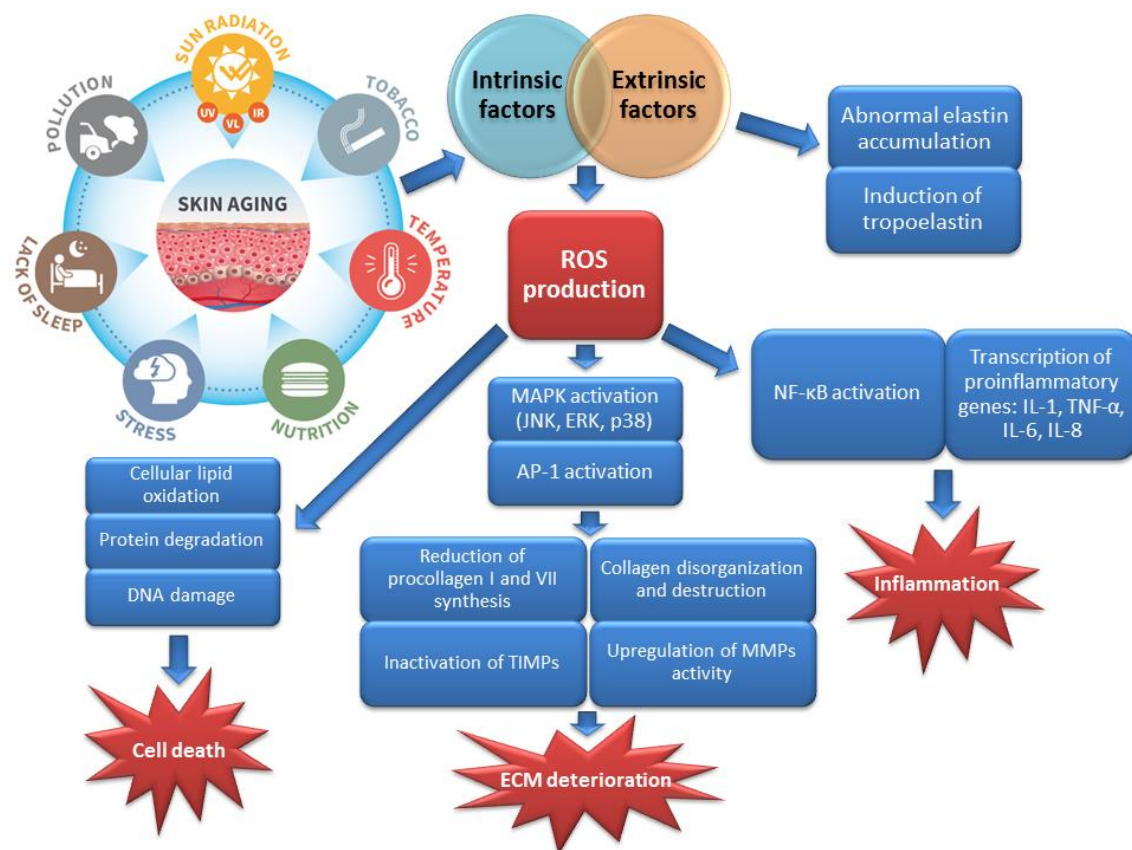 SUN RADIATION
UV
VL
IR
POLLUTION
TOBACCO
SKIN AGING
LACK OF SLEEP
TEMPERATURE
STRESS
NUTRITION
Intrinsic
factors
Extrinsic
factors
Abnormal elastin
accumulation
Induction of
tropoelastin
ROS
production
MAPK activation
(JNK, ERK, p38)
AP-1 activation
NF-κB activation
Transcription of
proinflammatory
genes: IL-1, TNF-α,
IL-6, IL-8
Cellular lipid
oxidation
Protein degradation
DNA damage
Reduction of
procollagen I and VII
synthesis
Collagen disorganization
and destruction
Inactivation of TIMPs
Upregulation of MMPs
activity
Inflammation
Cell death
ECM deterioration